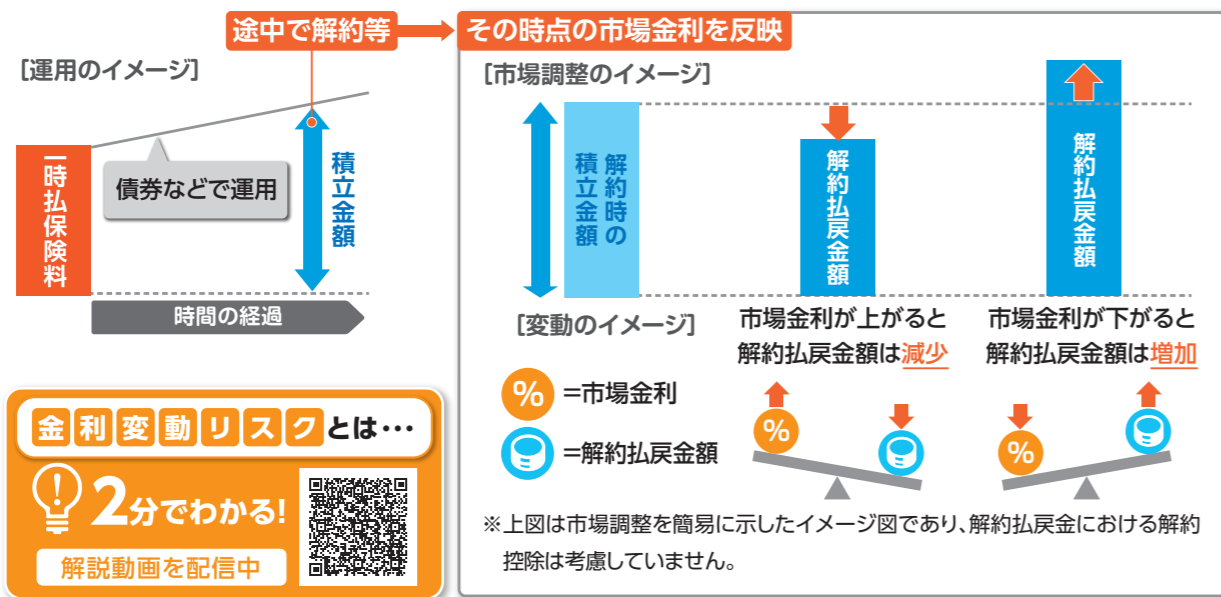 途中で解約等
その時点の市場金利を反映
[運用のイメージ]
一時払保険料
債券などで運用
積立金額
時間の経過
[市場調整のイメージ]
解約時の
積立金額
解約払戻金額
解約払戻金額
[変動のイメージ]
市場金利が上がると
解約払戻金額は減少
市場金利が下がると
解約払戻金額は増加
% =市場金利
=解約払戻金額
%
%
※上図は市場調整を簡易に示したイメージ図であり、解約払戻金における解約
控除は考慮していません。
金利変動リスクとは…
2分でわかる!
解説動画を配信中